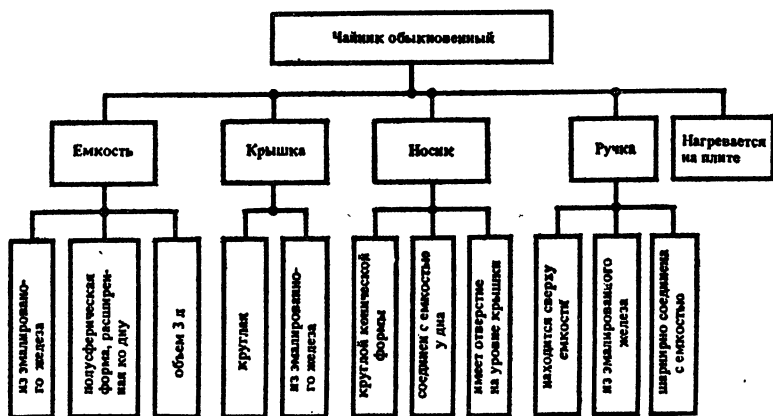 Чайник обыкновенный
Емкость
Крышка
Носик
Ручка
Нагревается
на плите
из эмалированно-
го железа
полусферическая
форма, расширен-
ная ко дну
объем 3 л
круглая
из эмалированно-
го железа
круглой конической
формы
соединен с емкостью
у дна
имеет отверстие
на уровне крышки
находится сверху
емкости
из эмалированного
железа
шарнирно соединена
с емкостью